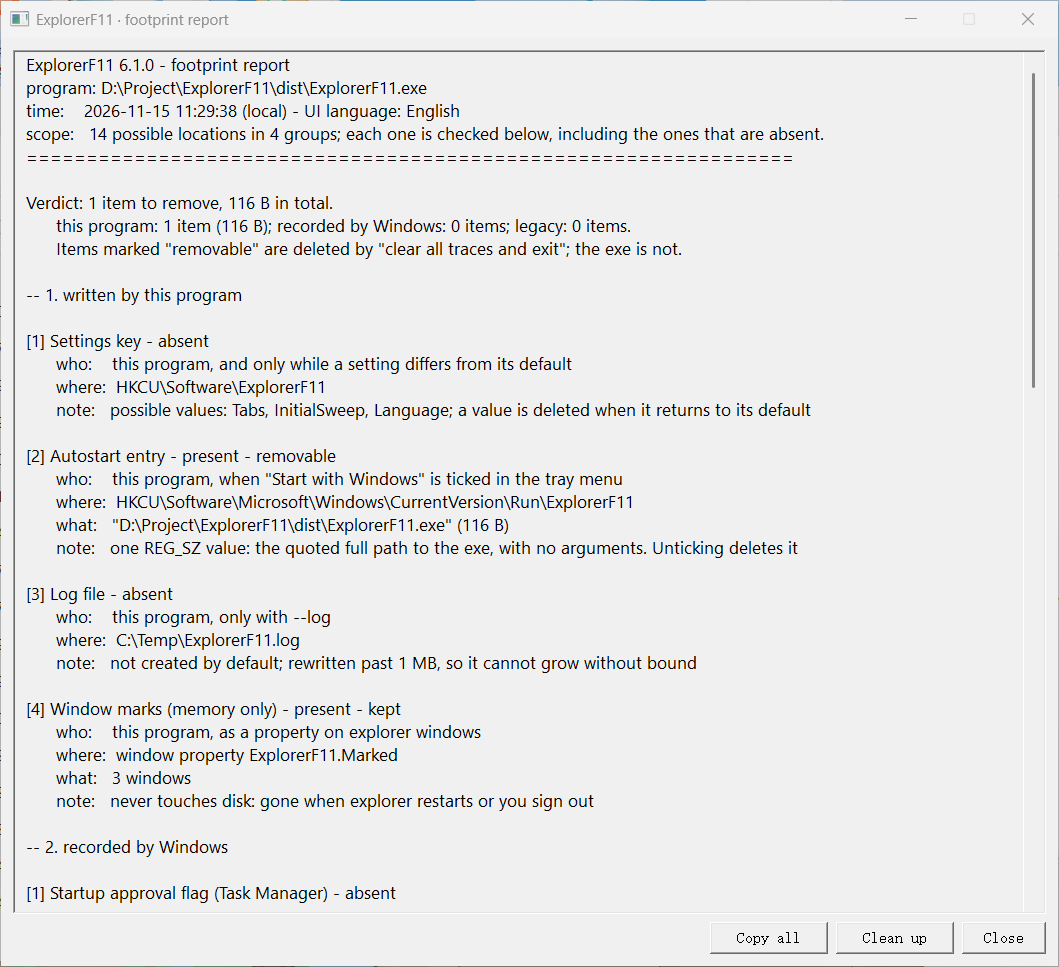 ExplorerF11 · footprint report
ExplorerF11 6.1.0 - footprint report
program: D:\Project\ExplorerF11\dist\ExplorerF11.exe
time: 2026-11-15 11:29:38 (local) - UI language: English
scope: 14 possible locations in 4 groups; each one is checked below, including the ones that are absent.
================================================================
Verdict: 1 item to remove, 116 B in total.
this program: 1 item (116 B); recorded by Windows: 0 items; legacy: 0 items.
Items marked "removable" are deleted by "clear all traces and exit"; the exe is not.
-- 1. written by this program
[1] Settings key - absent
who: this program, and only while a setting differs from its default
where: HKCU\Software\ExplorerF11
note: possible values: Tabs, InitialSweep, Language; a value is deleted when it returns to its default
[2] Autostart entry - present - removable
who: this program, when "Start with Windows" is ticked in the tray menu
where: HKCU\Software\Microsoft\Windows\CurrentVersion\Run\ExplorerF11
what: "D:\Project\ExplorerF11\dist\ExplorerF11.exe" (116 B)
note: one REG_SZ value: the quoted full path to the exe, with no arguments. Unticking deletes it
[3] Log file - absent
who: this program, only with --log
where: C:\Temp\ExplorerF11.log
note: not created by default; rewritten past 1 MB, so it cannot grow without bound
[4] Window marks (memory only) - present - kept
who: this program, as a property on explorer windows
where: window property ExplorerF11.Marked
what: 3 windows
note: never touches disk: gone when explorer restarts or you sign out
-- 2. recorded by Windows
[1] Startup approval flag (Task Manager) - absent
Copy all Clean up Close